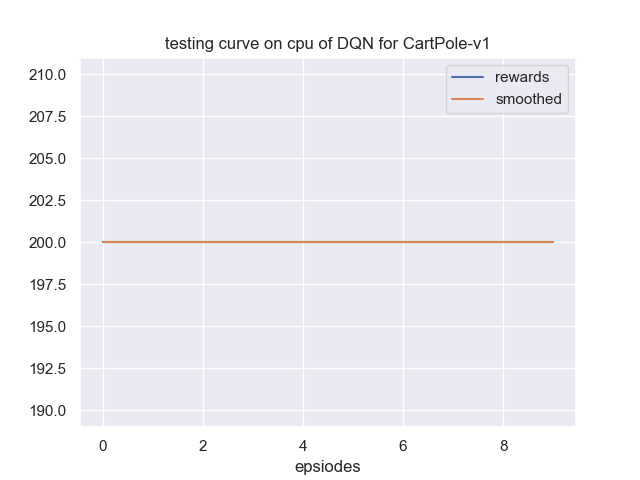 testing curve on cpu of DQN for CartPole-v1
rewards
smoothed
210.0
207.5
205.0
202.5
200.0
197.5
195.0
192.5
190.0
0 2 4 6 8
epsiodes